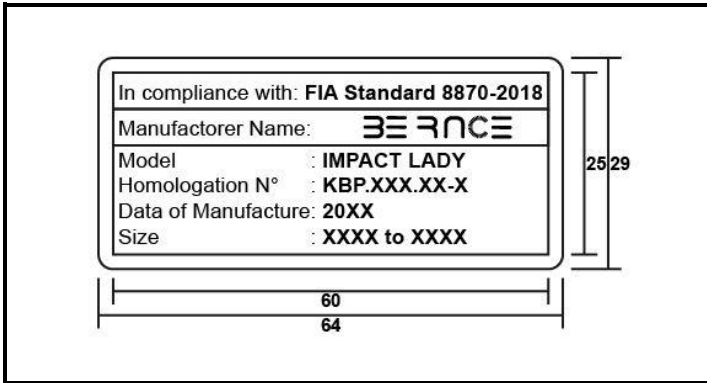 In compliance with: FIA Standard 8870-2018
Manufactorer Name: BERNCE
Model : IMPACT LADY
Homologation N° : KBP.XXX.XX-X
Data of Manufacture: 20XX
Size : XXXX to XXXX
25 29
60
64